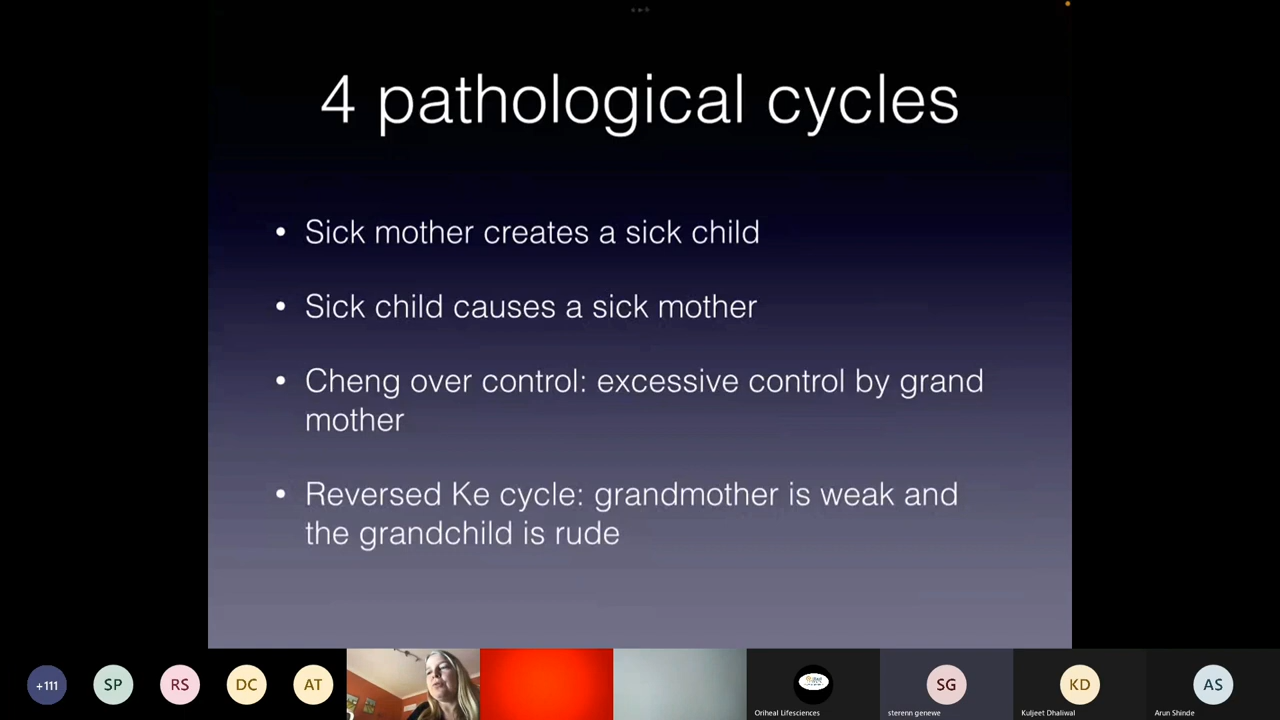 4 pathological cycles
• Sick mother creates a sick child
• Sick child causes a sick mother
• Cheng over control: excessive control by grand
mother
• Reversed Ke cycle: grandmother is weak and
the grandchild is rude
+111
SP
RS
DC
AT
SG
KD
AS
Oriheal Lifesciences
sterenn genewe
Kuljeet Dhaliwal
Arun Shinde